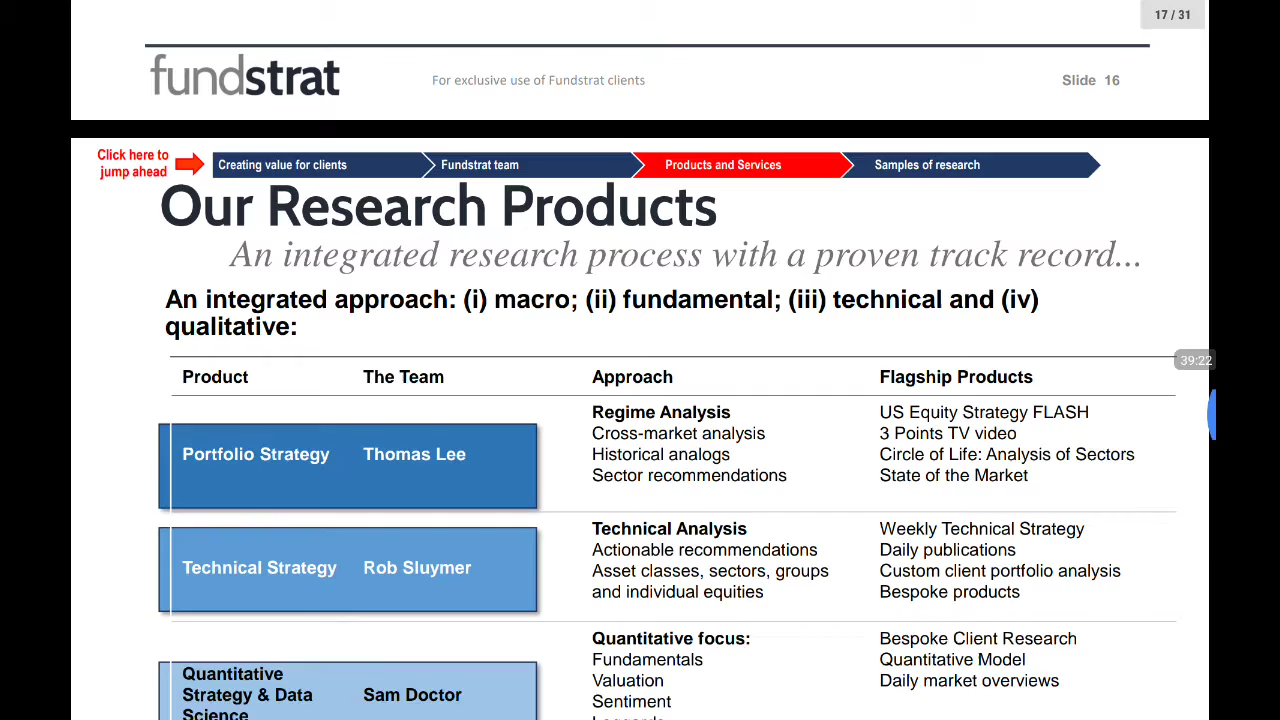 17 / 31
fundstrat
For exclusive use of Fundstrat clients
Slide 16
Click here to
jump ahead
Creating value for clients
Fundstrat team
Products and Services
Samples of research
Our Research Products
An integrated research process with a proven track record...
An integrated approach: (i) macro; (ii) fundamental; (iii) technical and (iv)
qualitative:
39:22
Product The Team Approach Flagship Products
Portfolio Strategy Thomas Lee
Regime Analysis
Cross-market analysis
Historical analogs
Sector recommendations
US Equity Strategy FLASH
3 Points TV video
Circle of Life: Analysis of Sectors
State of the Market
Technical Strategy Rob Sluymer
Technical Analysis
Actionable recommendations
Asset classes, sectors, groups
and individual equities
Weekly Technical Strategy
Daily publications
Custom client portfolio analysis
Bespoke products
Quantitative
Strategy & Data
Science
Sam Doctor
Quantitative focus:
Fundamentals
Valuation
Sentiment
Bespoke Client Research
Quantitative Model
Daily market overviews